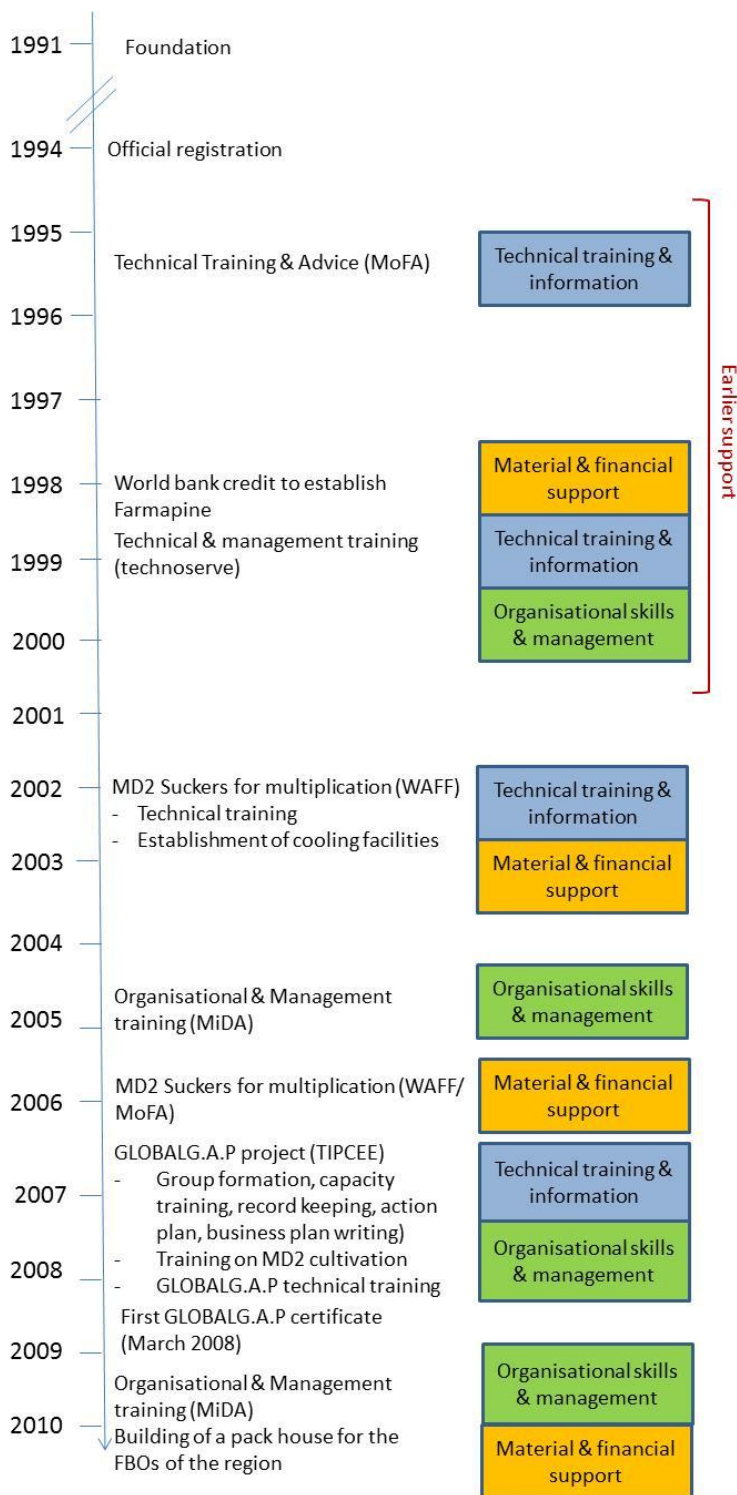 1991
Foundation
1994
Official registration
1995
Technical Training & Advice (MoFA)
Technical training &
information
1996
1997
Earlier support
1998
World bank credit to establish
Farmapine
Material & financial
support
Technical & management training
(technoserve)
1999
Technical training &
information
2000
Organisational skills
& management
2001
2002
MD2 Suckers for multiplication (WAFF)
- Technical training
- Establishment of cooling facilities
Technical training &
information
2003
Material & financial
support
2004
Organisational & Management
training (MiDA)
2005
Organisational skills
& management
2006
MD2 Suckers for multiplication (WAFF/
MoFA)
Material & financial
support
GLOBALG.A.P project (TIPCEE)
- Group formation, capacity
training, record keeping, action
plan, business plan writing)
- Training on MD2 cultivation
- GLOBALG.A.P technical training
2007
Technical training &
information
2008
Organisational skills
& management
First GLOBALG.A.P certificate
(March 2008)
2009
Organisational & Management
training (MiDA)
Organisational skills
& management
2010
Building of a pack house for the
FBOs of the region
Material & financial
support